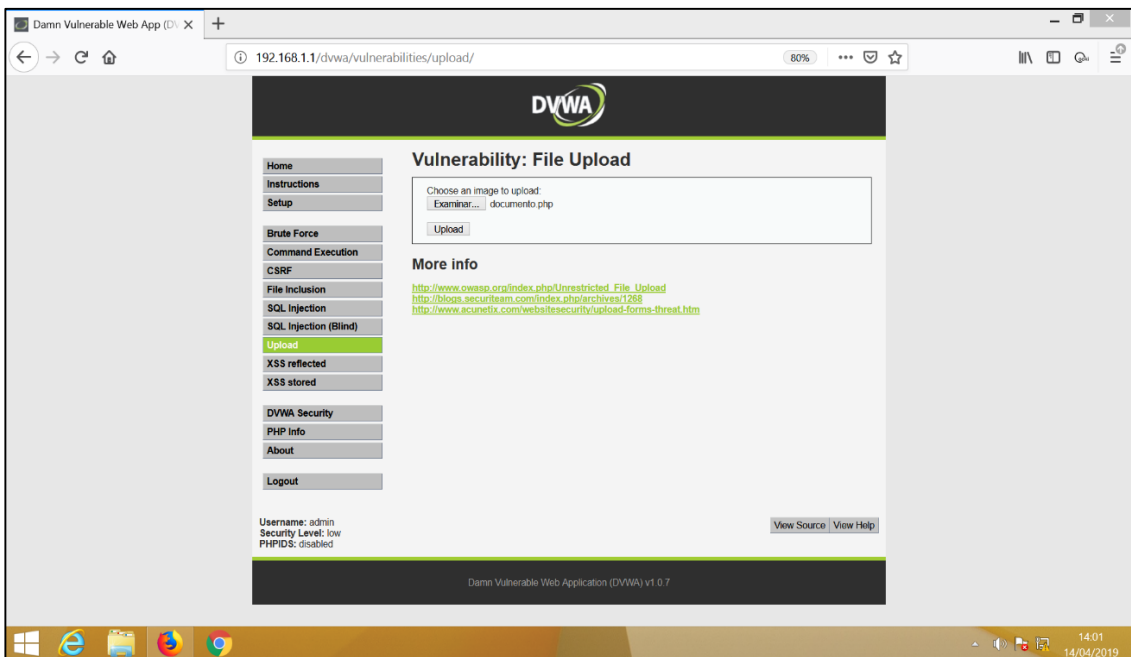 Damn Vulnerable Web App (DV
192.168.1.1/dvwa/vulnerabilities/upload/
80%
DVWA
Home
Instructions
Setup
Brute Force
Command Execution
CSRF
File Inclusion
SQL Injection
SQL Injection (Blind)
Upload
XSS reflected
XSS stored
DVWA Security
PHP Info
About
Logout
Vulnerability: File Upload
Choose an image to upload:
Examinar... documento.php
Upload
More info
http://www.owasp.org/index.php/Unrestricted_File_Upload
http://blogs.securiteam.com/index.php/archives/1268
http://www.acunetix.com/websitesecurity/upload-forms-threat.htm
Username: admin
Security Level: low
PHPIDS: disabled
View Source View Help
Damn Vulnerable Web Application (DVWA) v1.0.7
14:01
14/04/2019